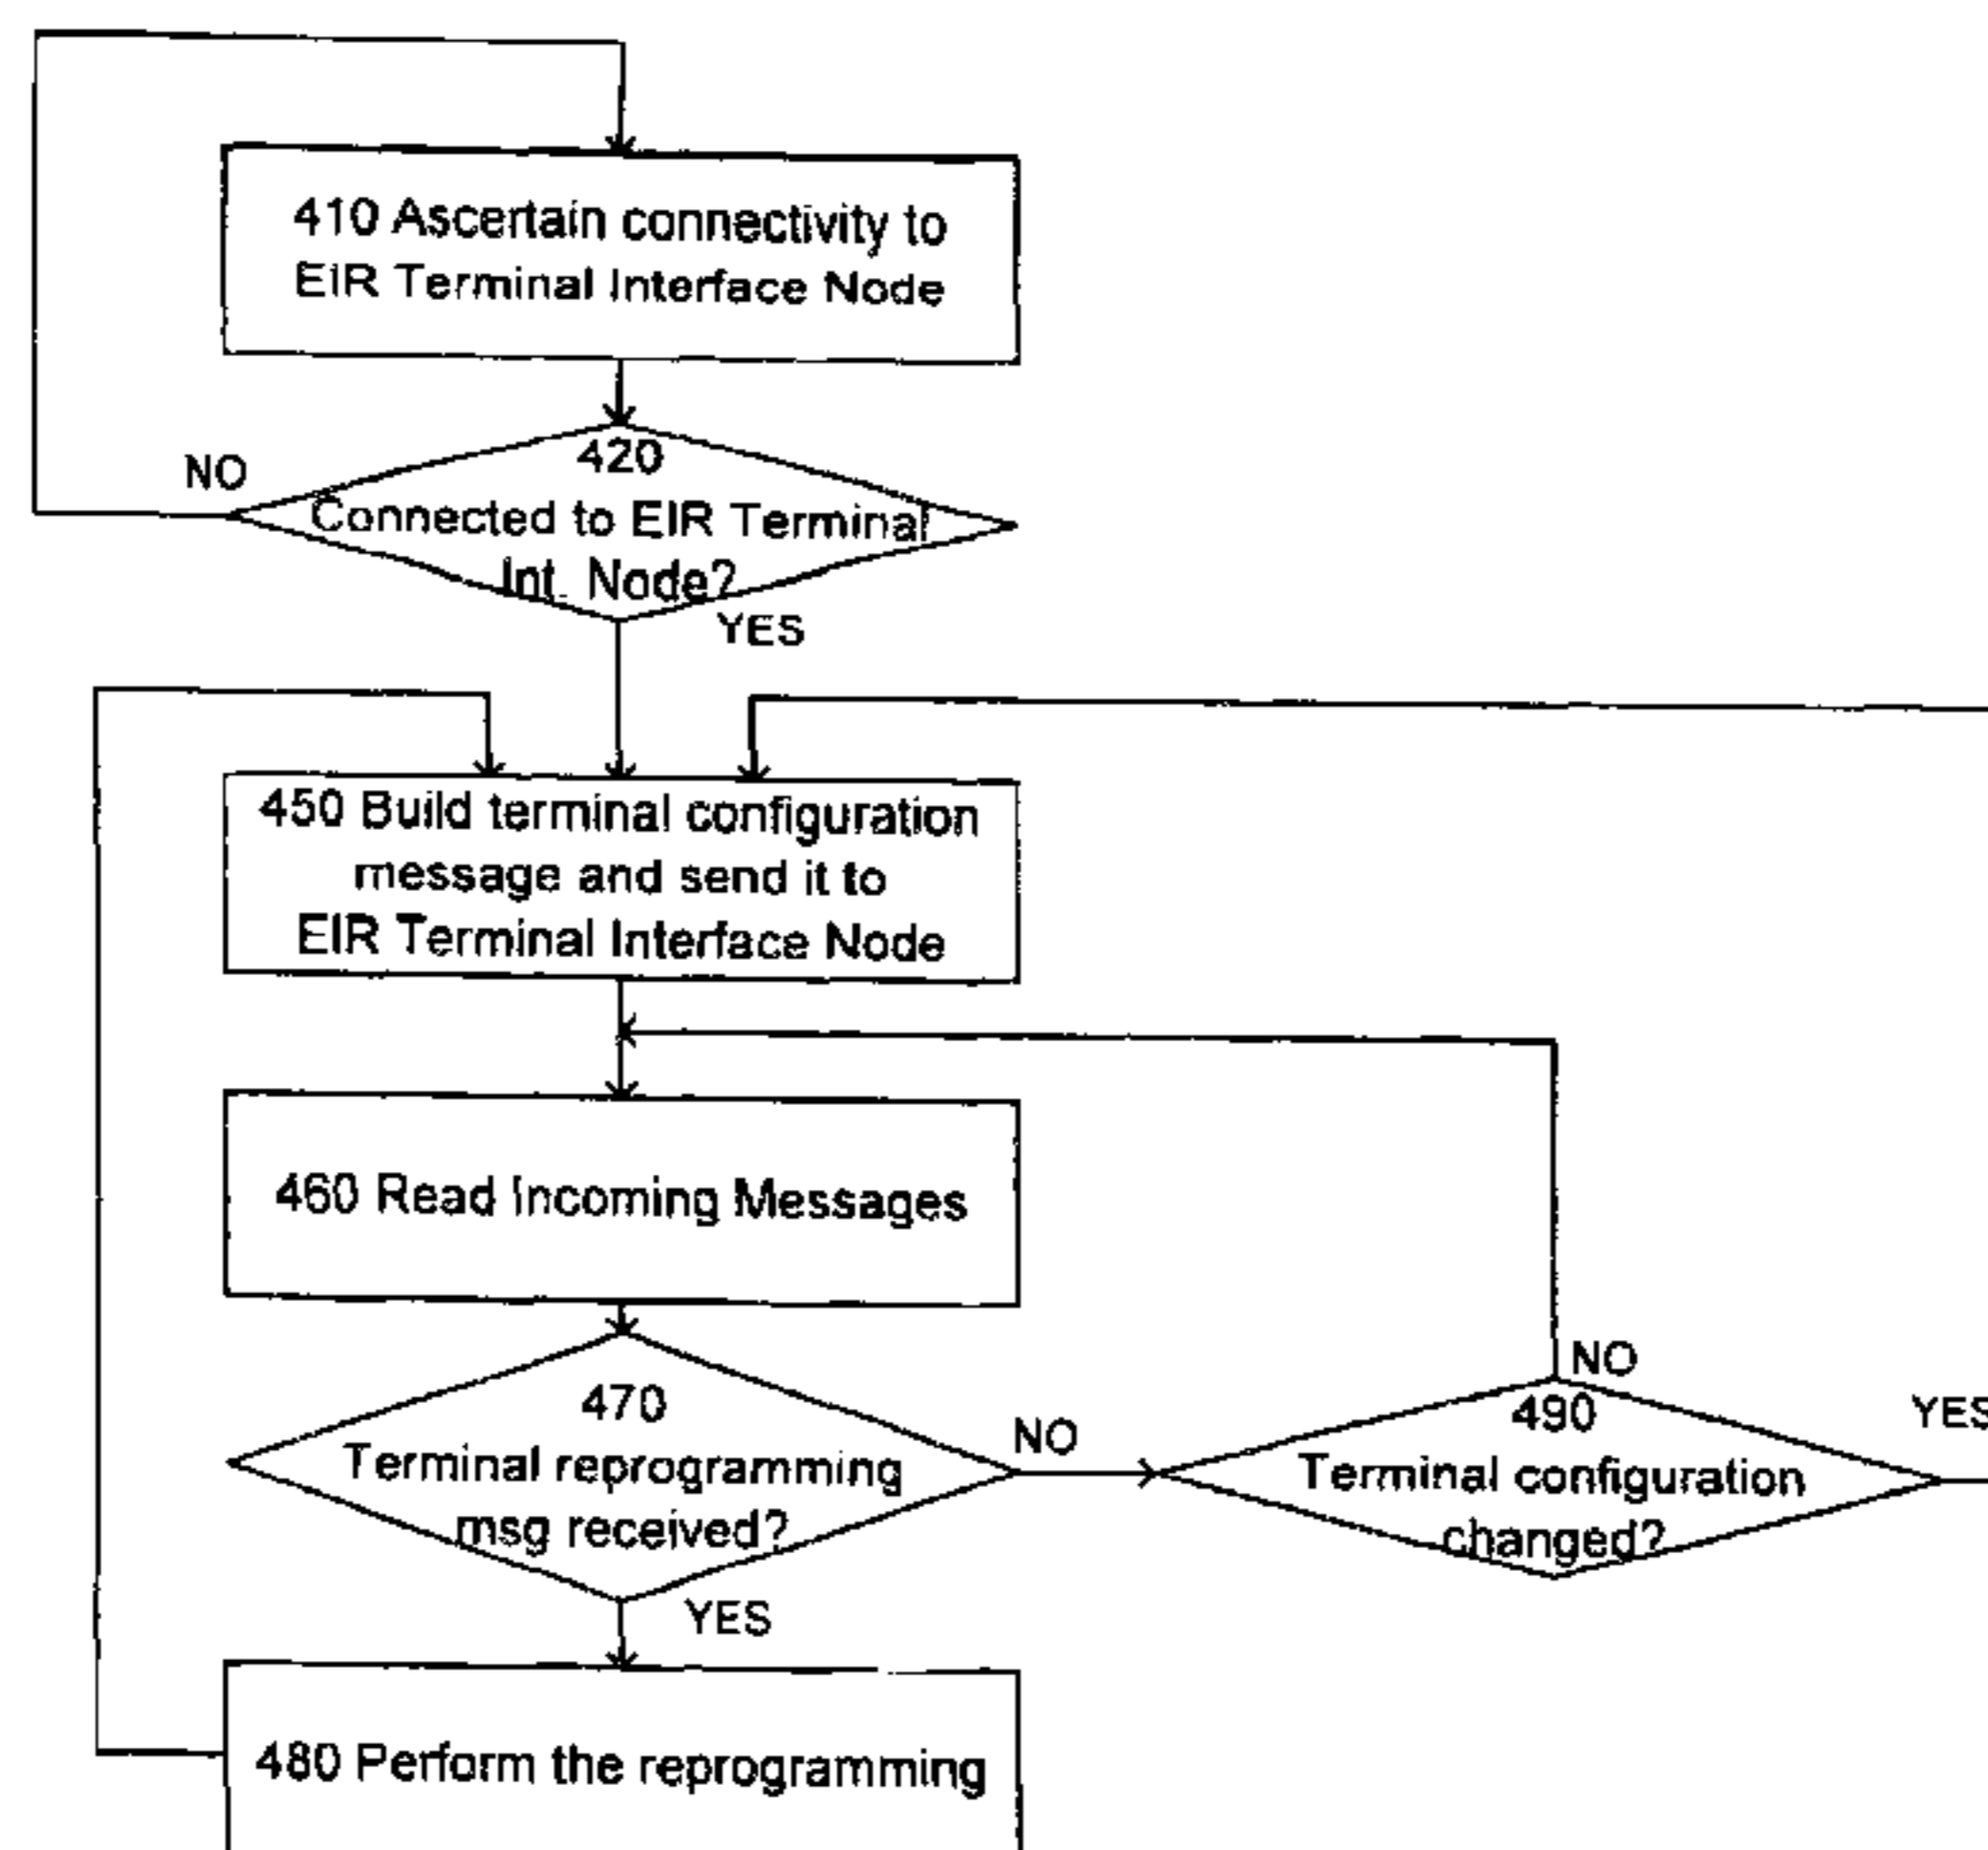 410 Ascertain connectivity to
EIR Terminal Interface Node
420
NO
Connected to EIR Terminal
Int. Node?
YES
450 Build terminal configuration
message and send it to
EIR Terminal Interface Node
460 Read Incoming Messages
470
Terminal reprogramming
msg received?
NO
NO
490
Terminal configuration
changed?
YES
YES
480 Perform the reprogramming